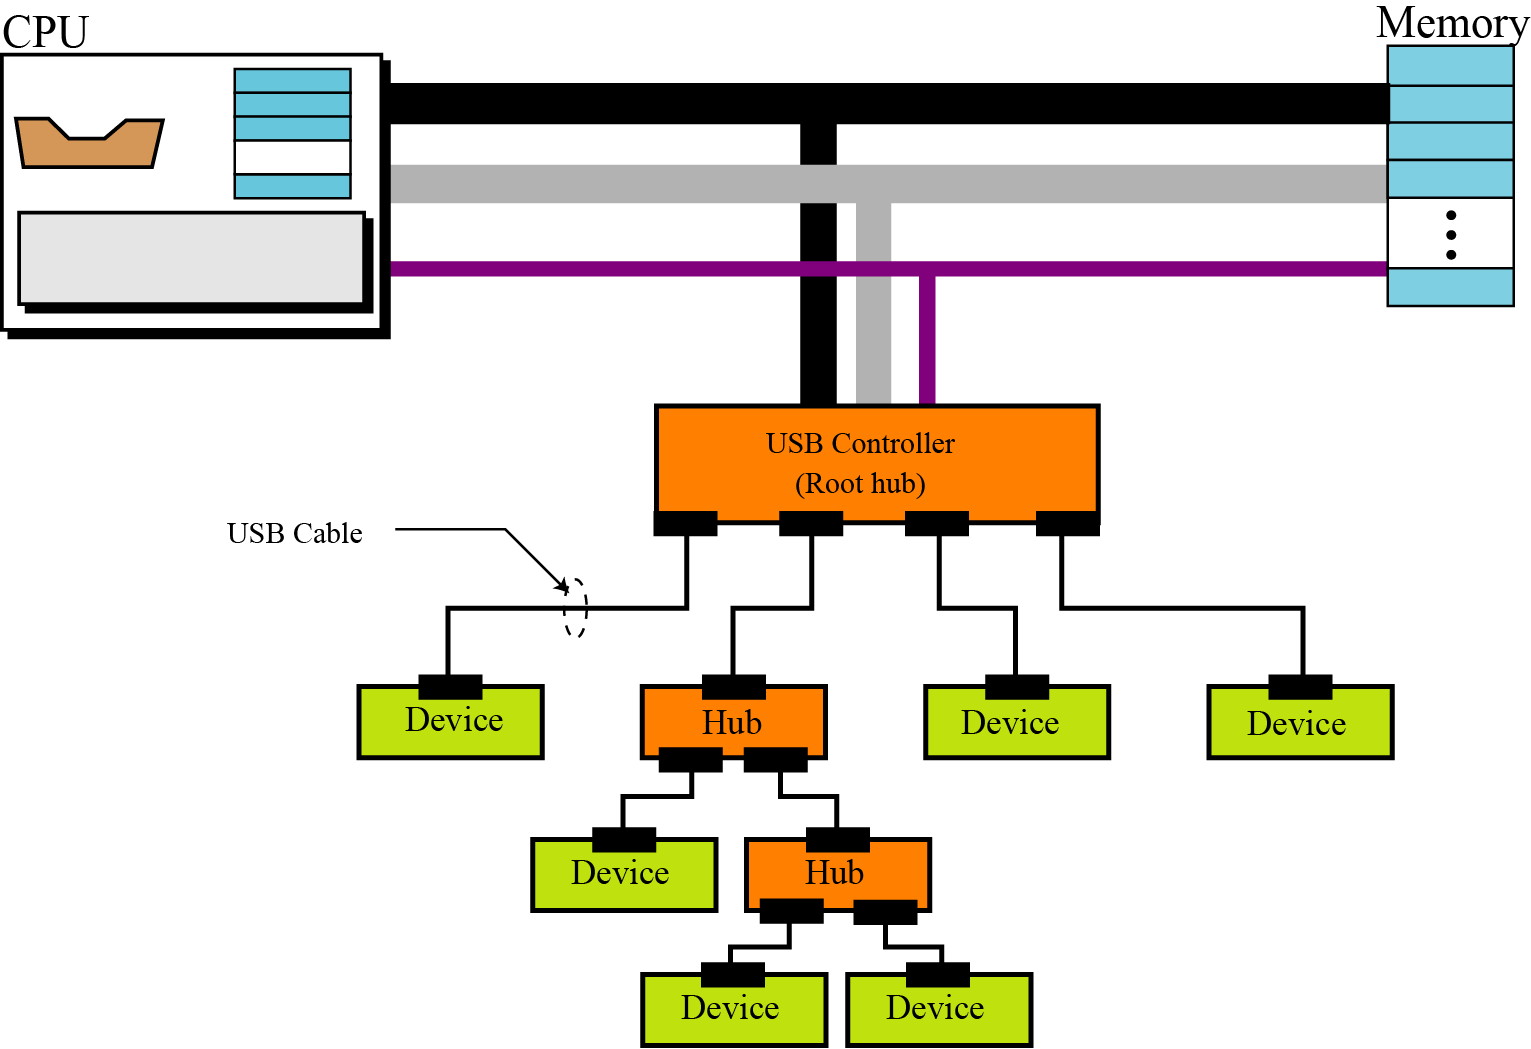 CPU
Memory
USB Controller
(Root hub)
USB Cable
Device
Hub
Device
Device
Device
Hub
Device
Device